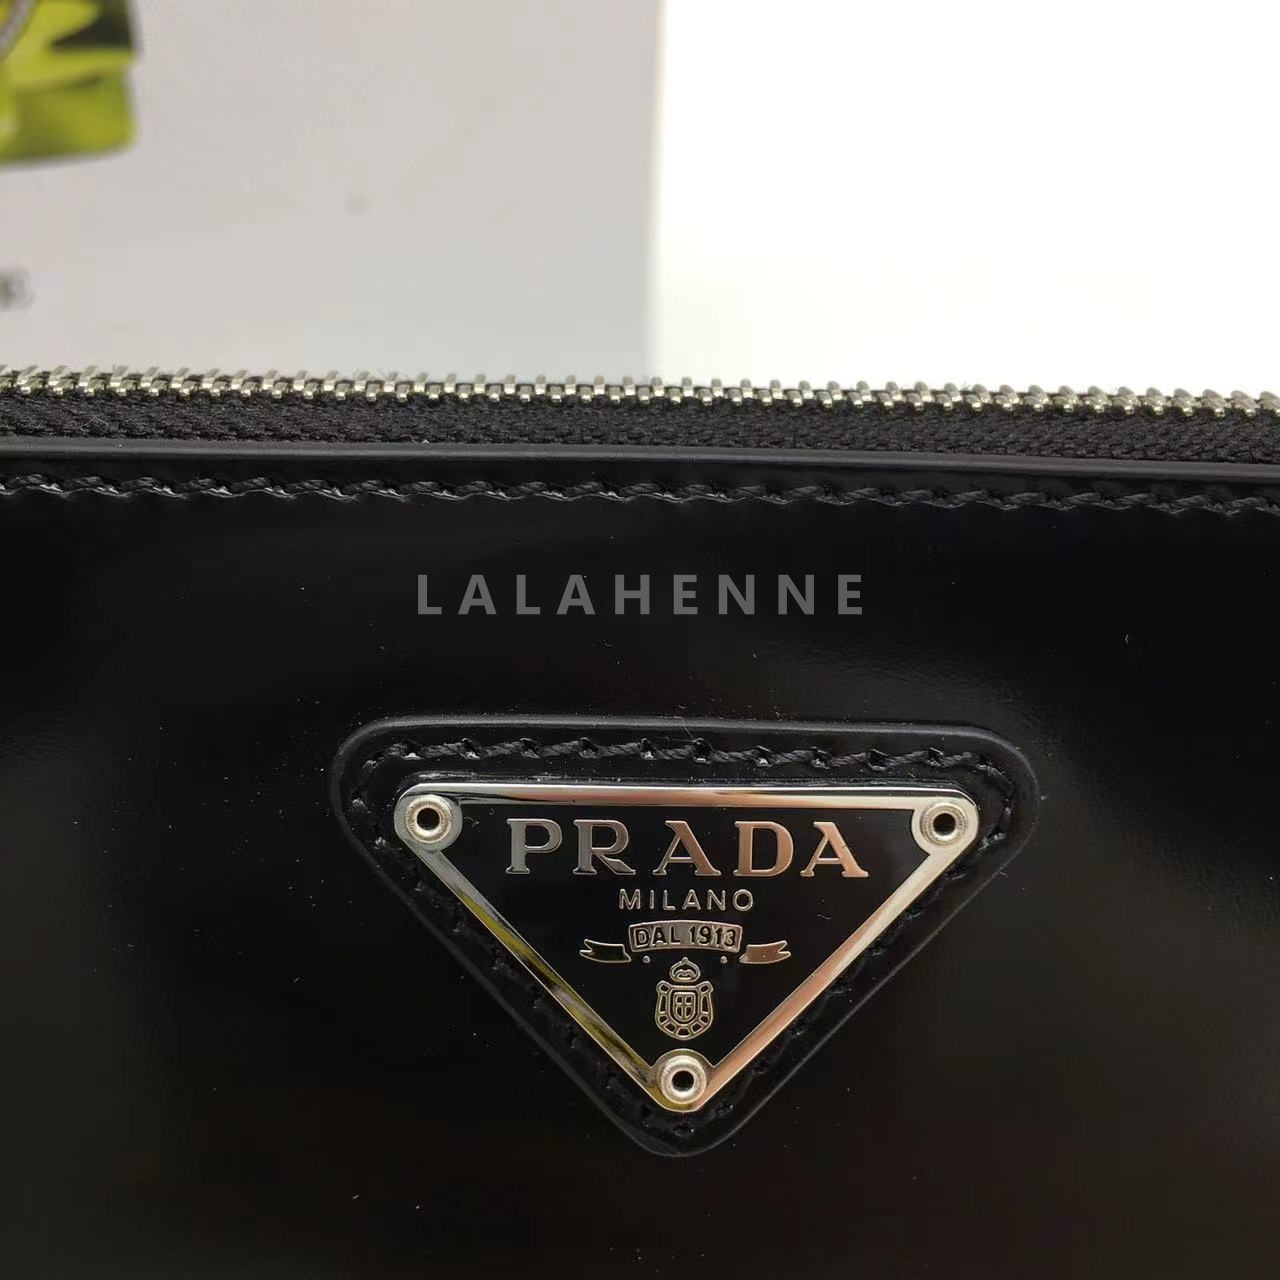 LALAHENNE
PRADA
MILANO
DAL 1913